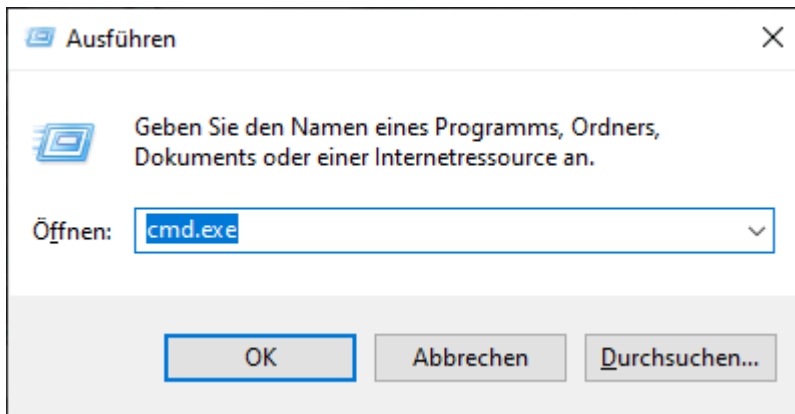 Ausführen
Geben Sie den Namen eines Programms, Ordners,
Dokuments oder einer Internetressource an.
Öffnen: cmd.exe
OK Abbrechen Durchsuchen...